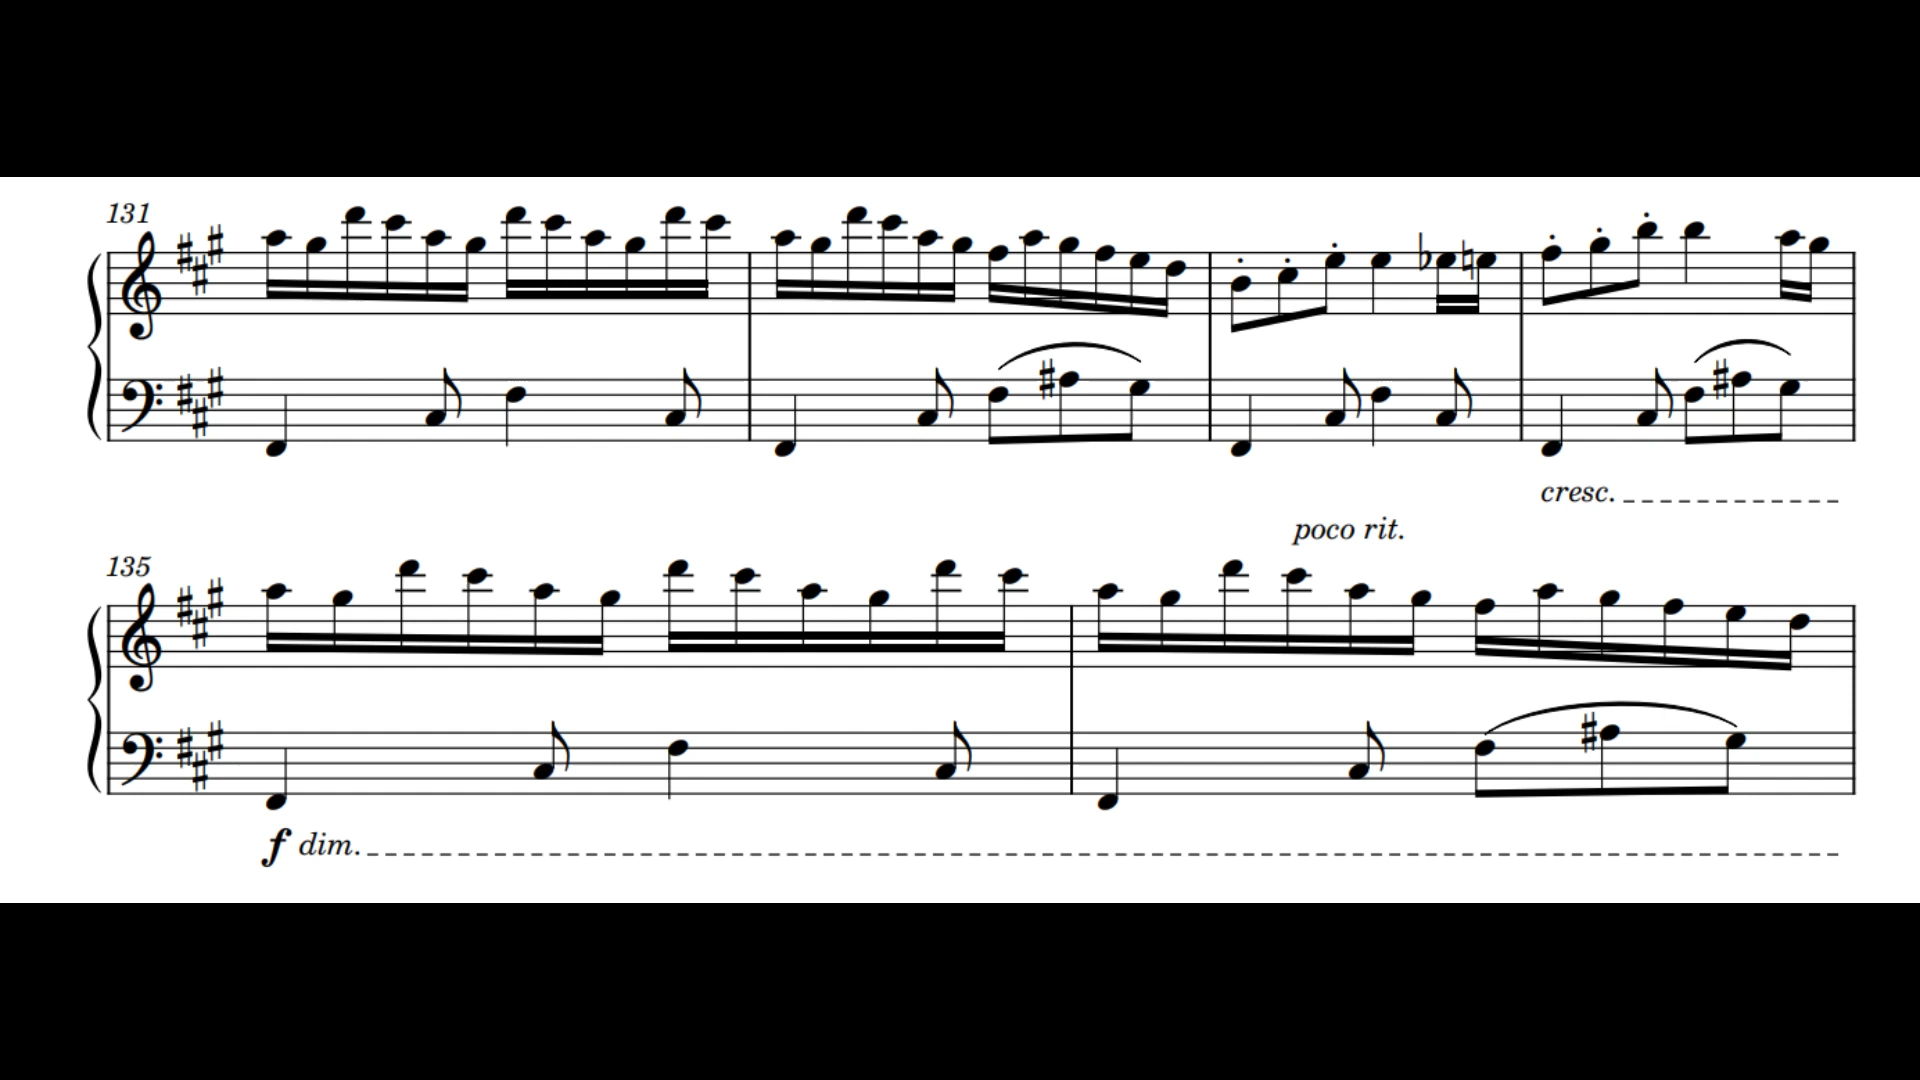 131
cresc.
poco rit.
135
f dim.